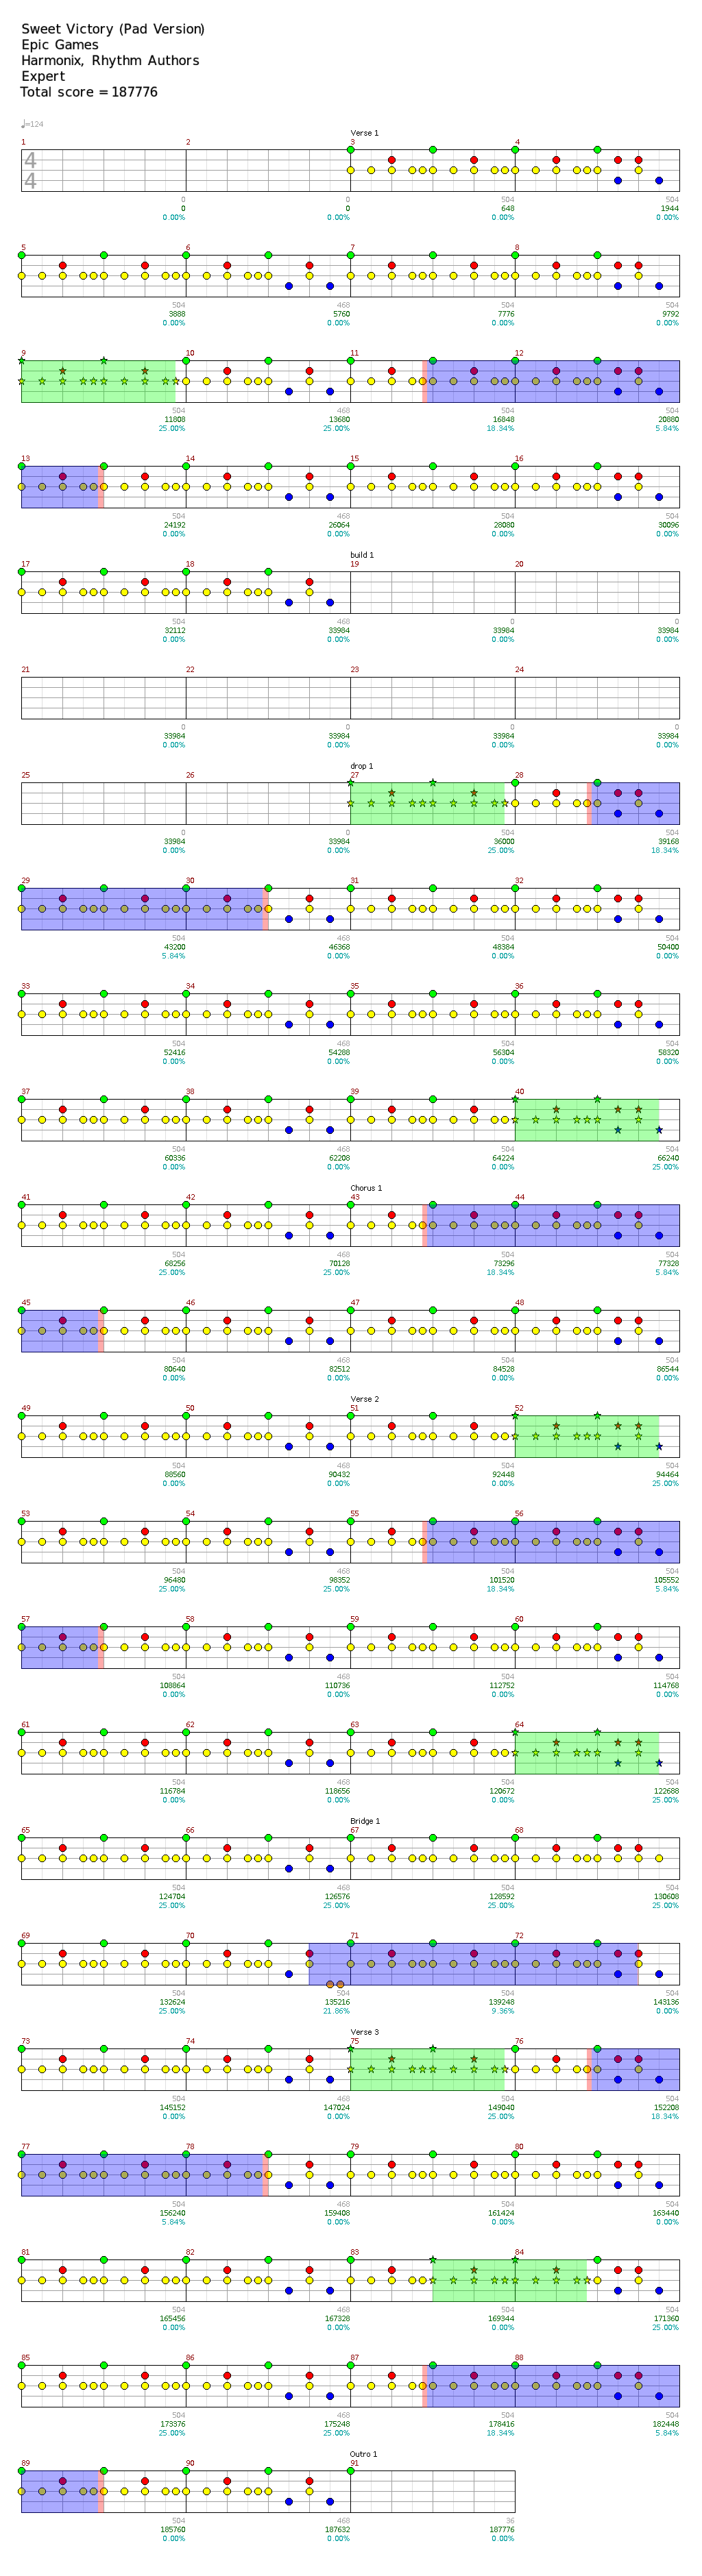 Sweet Victory (Pad Version)
Epic Games
Harmonix, Rhythm Authors
Expert
Total score = 187776
♩=124
Verse 1
1 2 3 4
4
4
0 0 504 504
0 0 648 1944
0.00% 0.00% 0.00% 0.00%
5 6 7 8
504 468 504 504
3888 5760 7776 9792
0.00% 0.00% 0.00% 0.00%
9 10 11 12
504 468 504 504
11808 13680 16848 20880
25.00% 25.00% 18.34% 5.84%
13 14 15 16
504 468 504 504
24192 26064 28080 30096
0.00% 0.00% 0.00% 0.00%
build 1
17 18 19 20
504 468 0 0
32112 33984 33984 33984
0.00% 0.00% 0.00% 0.00%
21 22 23 24
0 0 0 0
33984 33984 33984 33984
0.00% 0.00% 0.00% 0.00%
drop 1
25 26 27 28
0 0 504 504
33984 33984 36000 39168
0.00% 0.00% 25.00% 18.34%
29 30 31 32
504 468 504 504
43200 46368 48384 50400
5.84% 0.00% 0.00% 0.00%
33 34 35 36
504 468 504 504
52416 54288 56304 58320
0.00% 0.00% 0.00% 0.00%
37 38 39 40
504 468 504 504
60336 62208 64224 66240
0.00% 0.00% 0.00% 25.00%
Chorus 1
41 42 43 44
504 468 504 504
68256 70128 73296 77328
25.00% 25.00% 18.34% 5.84%
45 46 47 48
504 468 504 504
80640 82512 84528 86544
0.00% 0.00% 0.00% 0.00%
Verse 2
49 50 51 52
504 468 504 504
88560 90432 92448 94464
0.00% 0.00% 0.00% 25.00%
53 54 55 56
504 468 504 504
96480 98352 101520 105552
25.00% 25.00% 18.34% 5.84%
57 58 59 60
504 468 504 504
108864 110736 112752 114768
0.00% 0.00% 0.00% 0.00%
61 62 63 64
504 468 504 504
116784 118656 120672 122688
0.00% 0.00% 0.00% 25.00%
Bridge 1
65 66 67 68
504 468 504 504
124704 126576 128592 130608
25.00% 25.00% 25.00% 25.00%
69 70 71 72
504 504 504 504
132624 135216 139248 143136
25.00% 21.86% 9.36% 0.00%
Verse 3
73 74 75 76
504 468 504 504
145152 147024 149040 152208
0.00% 0.00% 25.00% 18.34%
77 78 79 80
504 468 504 504
156240 159408 161424 163440
5.84% 0.00% 0.00% 0.00%
81 82 83 84
504 468 504 504
165456 167328 169344 171360
0.00% 0.00% 0.00% 25.00%
85 86 87 88
504 468 504 504
173376 175248 178416 182448
25.00% 25.00% 18.34% 5.84%
Outro 1
89 90 91
504 468 36
185760 187632 187776
0.00% 0.00% 0.00%